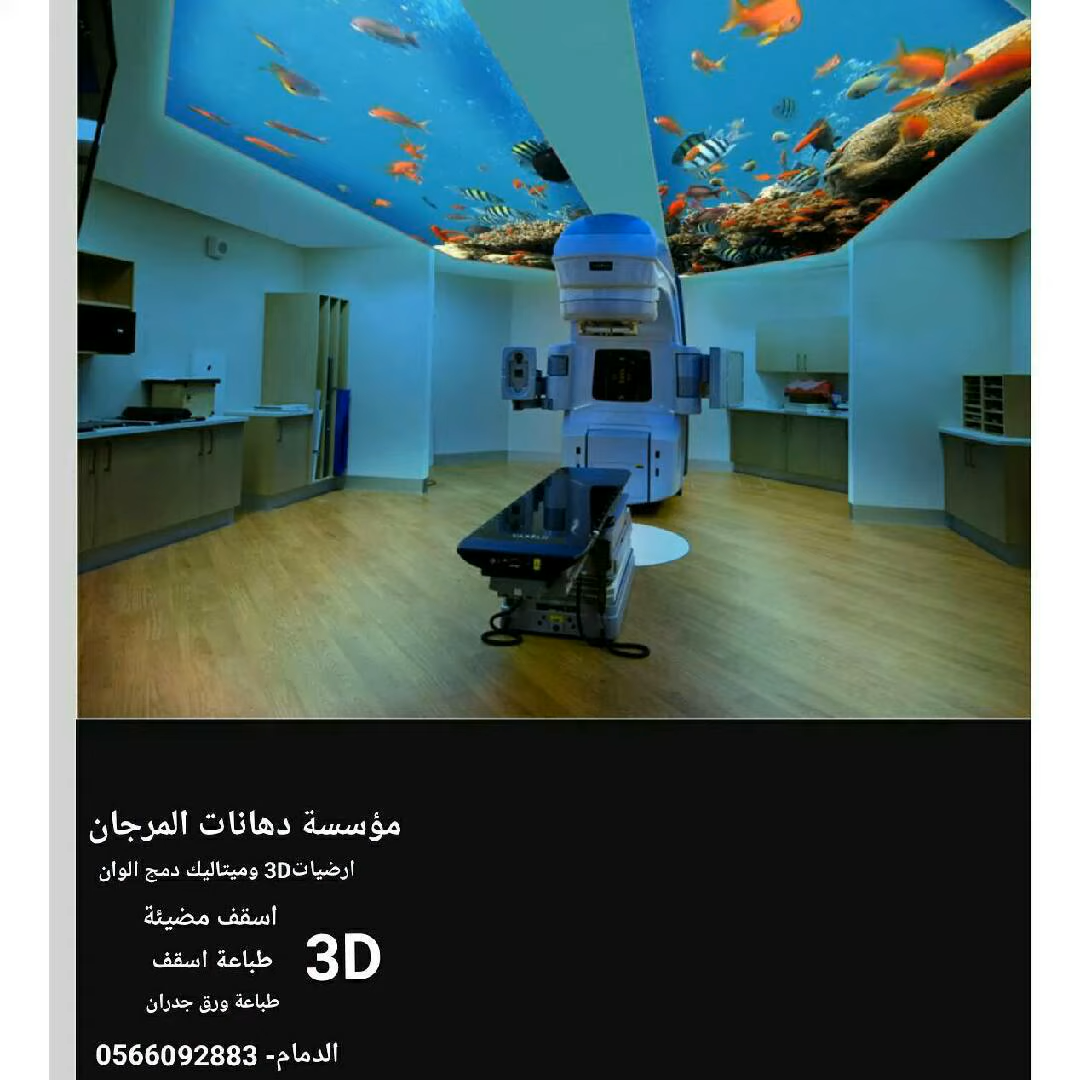 مؤسسة دهانات المرجان
ارضيات3D وميتاليك دمج الوان
اسقف مضيئة
3D
طباعة اسقف
طباعة ورق جدران
الدمام- 0566092883